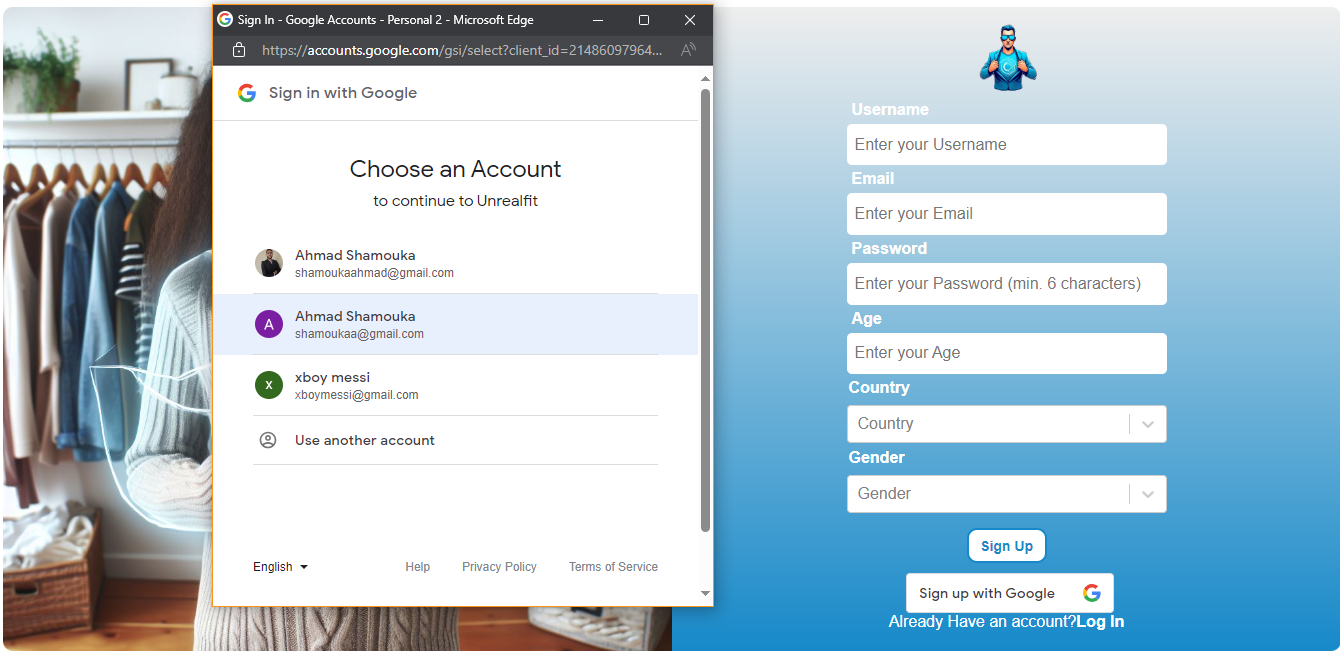 Sign In - Google Accounts - Personal 2 - Microsoft Edge
https://accounts.google.com/gsi/select?client_id=21486097964...
Sign in with Google
Choose an Account
to continue to Unrealfit
Ahmad Shamouka
shamoukaahmad@gmail.com
A
Ahmad Shamouka
shamoukaa@gmail.com
x
xboy messi
xboymessi@gmail.com
Use another account
English
Help
Privacy Policy
Terms of Service
Username
Enter your Username
Email
Enter your Email
Password
Enter your Password (min. 6 characters)
Age
Enter your Age
Country
Country
Gender
Gender
Sign Up
Sign up with Google
Already Have an account?Log In